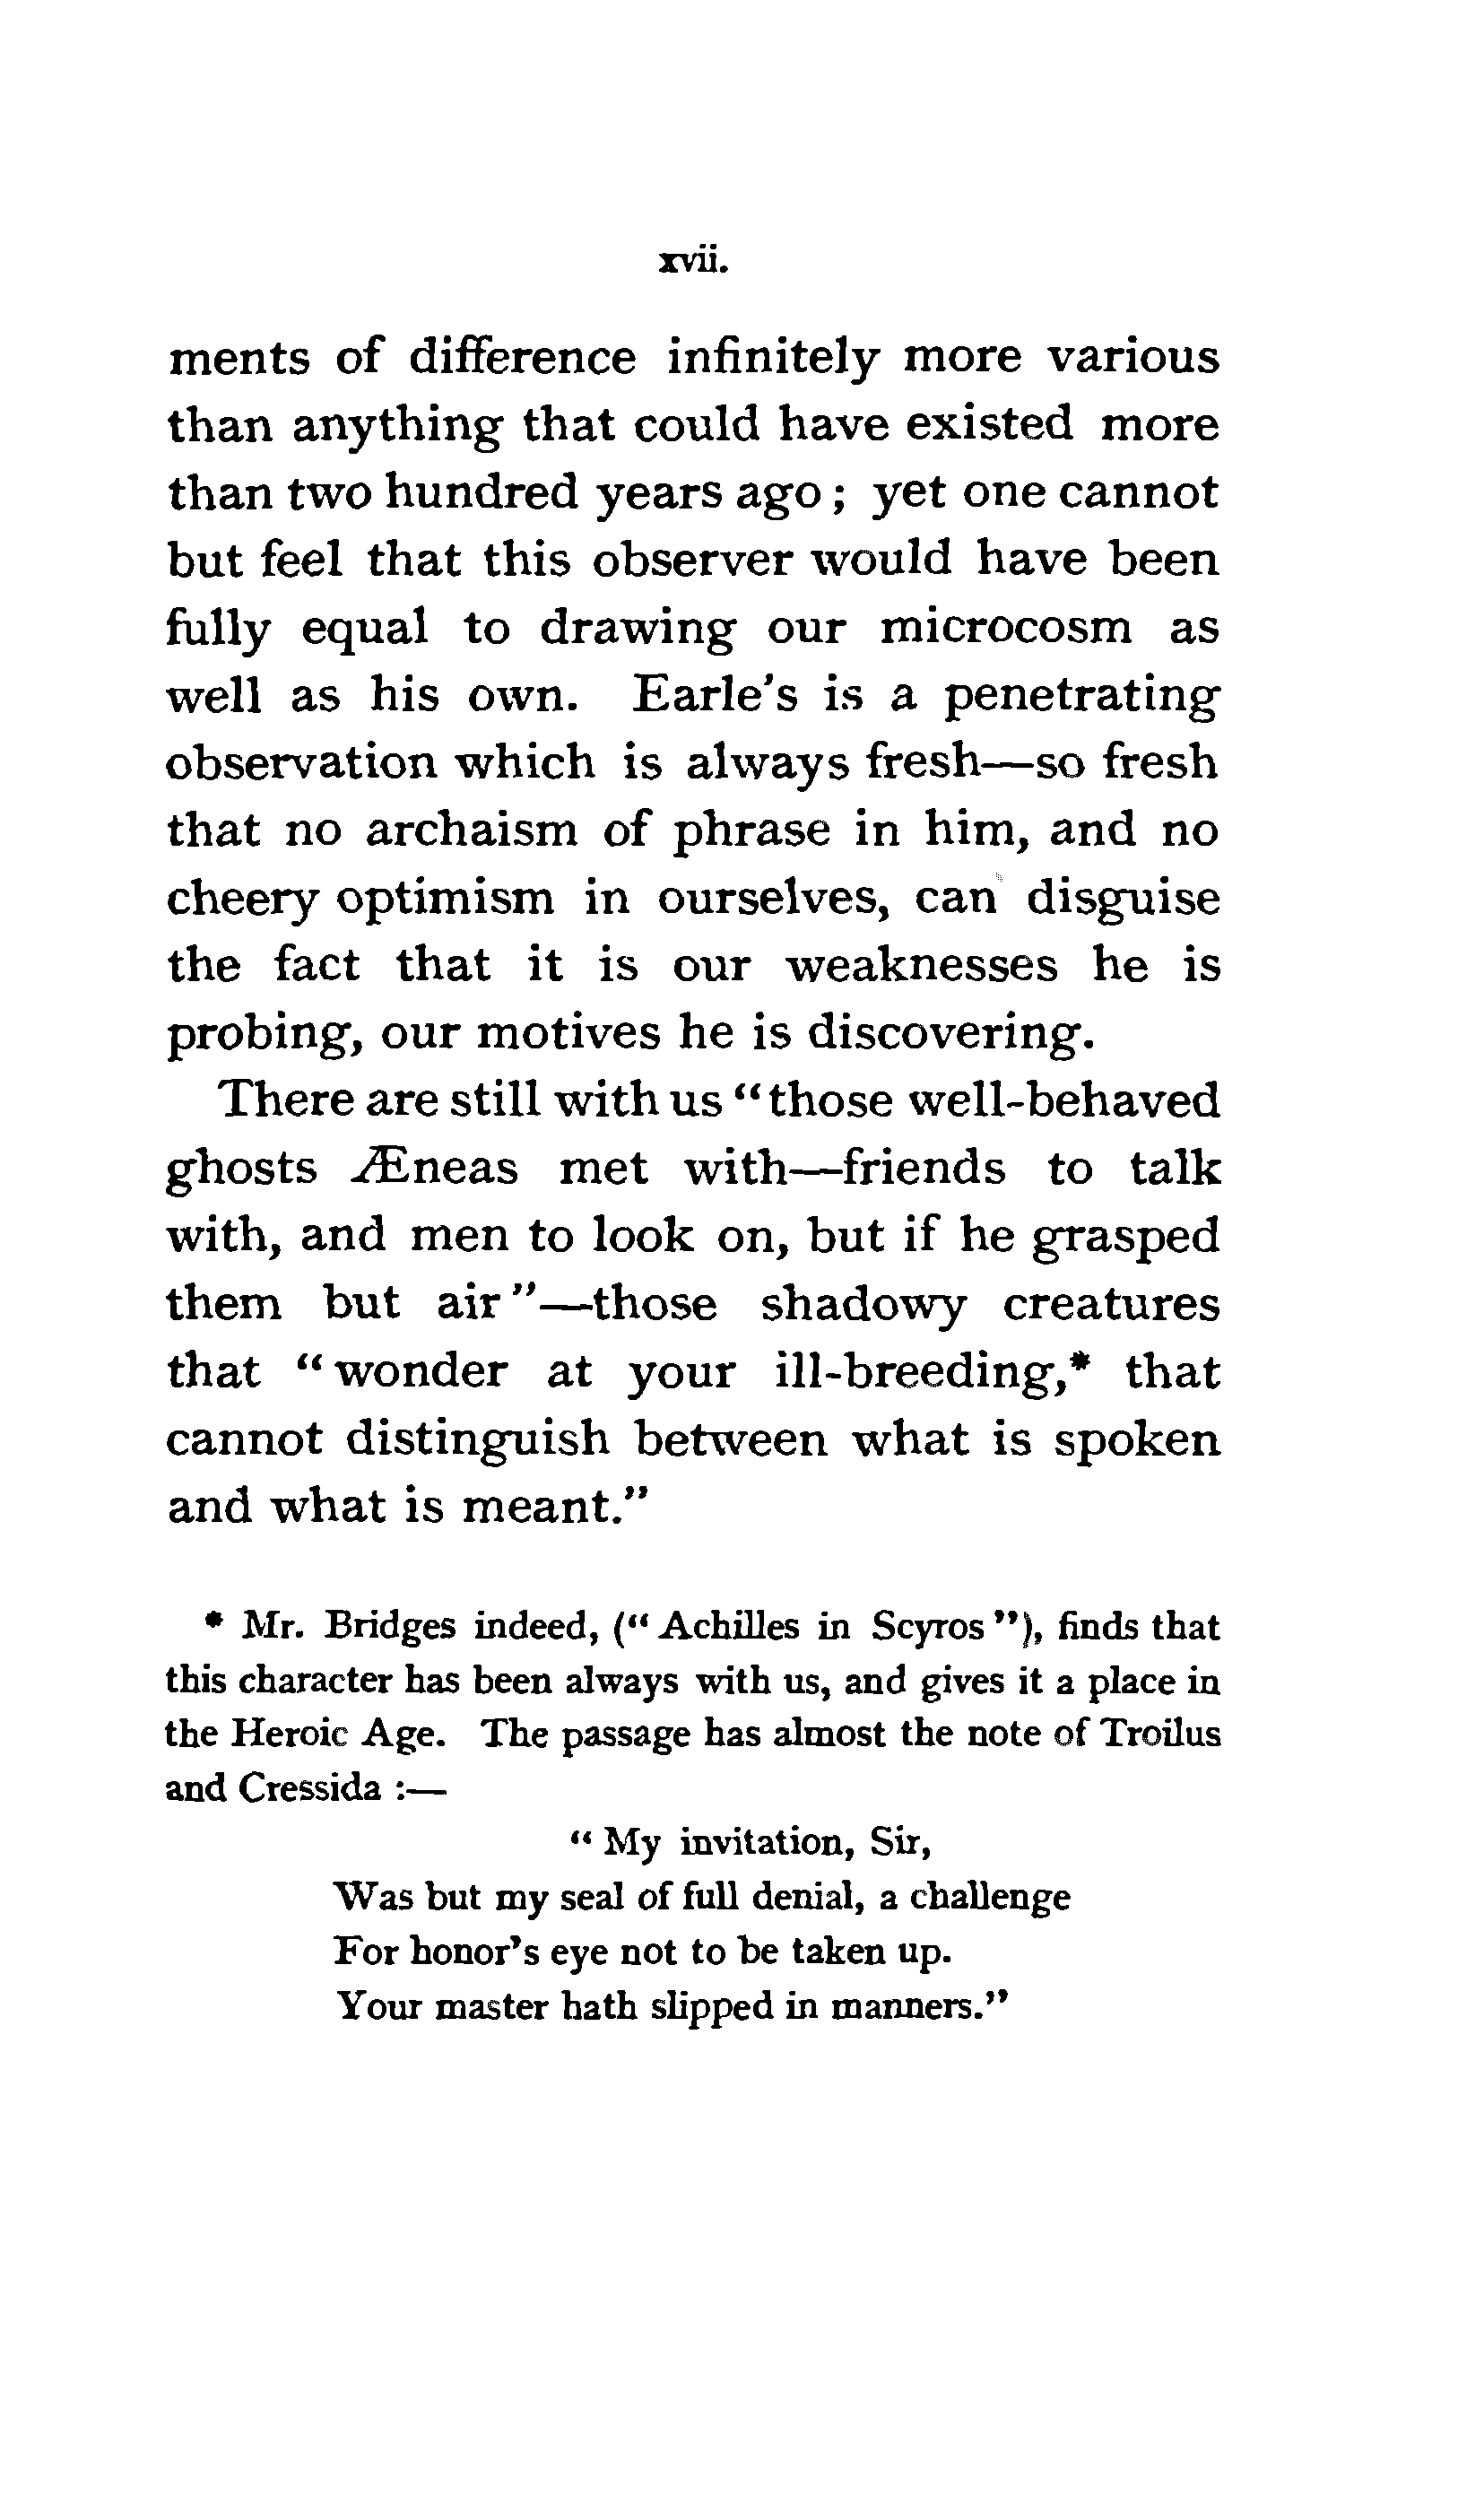 xvii.
ments of difference infinitely more various
than anything that could have existed more
than two hundred years ago ; yet one cannot
but feel that this observer would have been
fully equal to drawing our microcosm as
well as his own. Earle's is a penetrating
observation which is always fresh—so fresh
that no archaism of phrase in him, and no
cheery optimism in ourselves, can disguise
the fact that it is our weaknesses he is
probing, our motives he is discovering.
There are still with us "those well-behaved
ghosts Æneas met with—friends to talk
with, and men to look on, but if he grasped
them but air"—those shadowy creatures
that "wonder at your ill-breeding,* that
cannot distinguish between what is spoken
and what is meant."
* Mr. Bridges indeed, ("Achilles in Scyros"), finds that
this character has been always with us, and gives it a place in
the Heroic Age. The passage has almost the note of Troilus
and Cressida :—
" My invitation, Sir,
Was but my seal of full denial, a challenge
For honor's eye not to be taken up.
Your master hath slipped in manners."